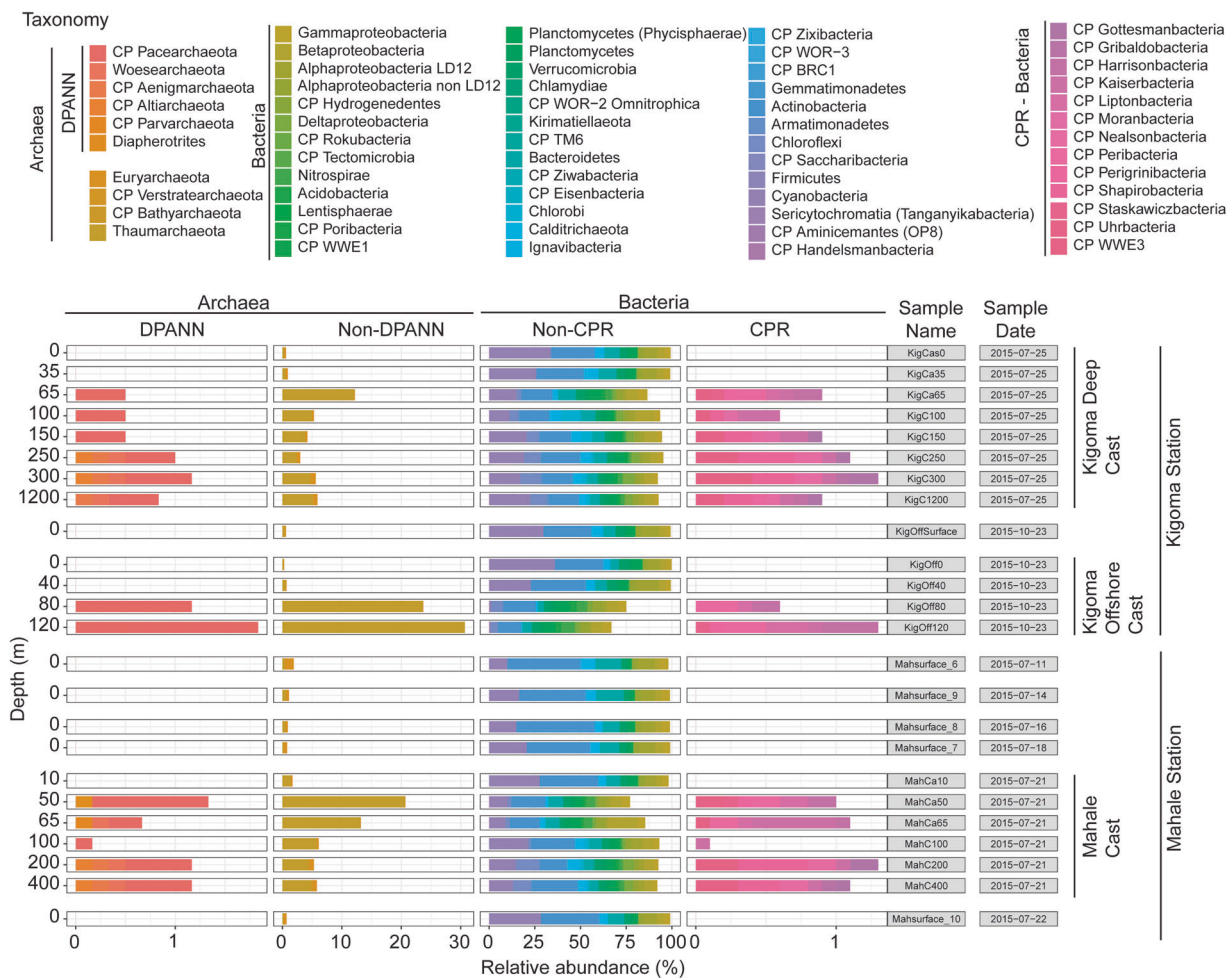 Taxonomy
Archaea
DPANN
CP Pacearchaeota
Woesearchaeota
CP Aenigmarchaeota
CP Altiarchaeota
CP Parvarchaeota
Diapherotrites
Euryarchaeota
CP Verstratearchaeota
CP Bathyarchaeota
Thaumarchaeota
Bacteria
Gammaproteobacteria
Betaproteobacteria
Alphaproteobacteria LD12
Alphaproteobacteria non LD12
CP Hydrogenedentes
Deltaproteobacteria
CP Rokubacteria
CP Tectomicrobia
Nitrospirae
Acidobacteria
Lentisphaerae
CP Poribacteria
CP WWE1
Planctomycetes (Phycisphaerae)
Planctomycetes
Verrucomicrobia
Chlamydiae
CP WOR-2 Omnitrophica
Kirimatiellaeota
CP TM6
Bacteroidetes
CP Ziwabacteria
CP Eisenbacteria
Chlorobi
Calditrichaeota
Ignavibacteria
CP Zixibacteria
CP WOR-3
CP BRC1
Gemmatimonadetes
Actinobacteria
Armatimonadetes
Chloroflexi
CP Saccharibacteria
Firmicutes
Cyanobacteria
Sericytochromatia (Tanganyikabacteria)
CP Aminicemantes (OP8)
CP Handelsmanbacteria
CPR - Bacteria
CP Gottesmanbacteria
CP Gribaldobacteria
CP Harrisonbacteria
CP Kaiserbacteria
CP Liptonbacteria
CP Moranbacteria
CP Nealsonbacteria
CP Peribacteria
CP Perigrinibacteria
CP Shapirobacteria
CP Staskawiczbacteria
CP Uhrbacteria
CP WWE3
Archaea
Bacteria
Sample Name
Sample Date
DPANN
Non-DPANN
Non-CPR
CPR
0 KigCas0 2015-07-25
35 KigCa35 2015-07-25
65 KigCa65 2015-07-25
100 KigC100 2015-07-25
150 KigC150 2015-07-25
250 KigC250 2015-07-25
300 KigC300 2015-07-25
1200 KigC1200 2015-07-25
0 KigOffSurface 2015-10-23
0 KigOff0 2015-10-23
40 KigOff40 2015-10-23
80 KigOff80 2015-10-23
120 KigOff120 2015-10-23
0 Mahsurface_6 2015-07-11
0 Mahsurface_9 2015-07-14
0 Mahsurface_8 2015-07-16
0 Mahsurface_7 2015-07-18
10 MahCa10 2015-07-21
50 MahCa50 2015-07-21
65 MahCa65 2015-07-21
100 MahC100 2015-07-21
200 MahC200 2015-07-21
400 MahC400 2015-07-21
0 Mahsurface_10 2015-07-22
Kigoma Deep
Cast
Kigoma
Offshore
Cast
Mahale
Cast
Kigoma Station
Mahale Station
Depth (m)
0 1
0 10 20 30
0 25 50 75 100
0 1
Relative abundance (%)